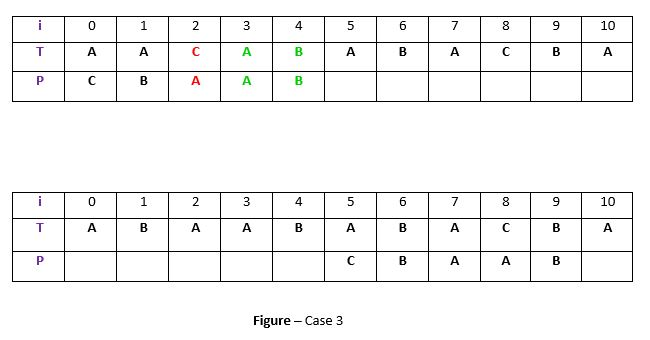 i 0 1 2 3 4 5 6 7 8 9 10
T A A C A B A B A C B A
P C B A A B
i 0 1 2 3 4 5 6 7 8 9 10
T A B A A B A B A C B A
P C B A A B
Figure – Case 3